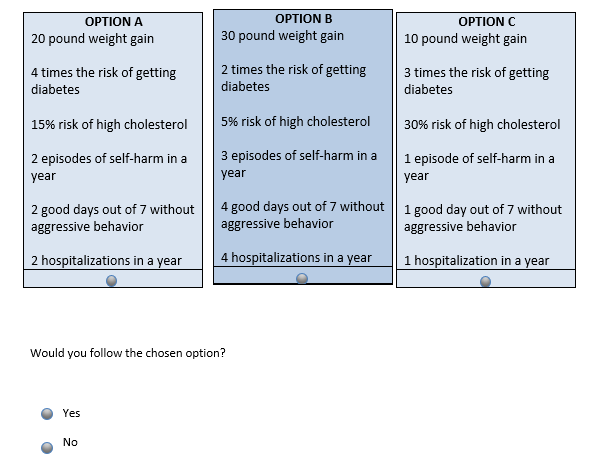 OPTION A
20 pound weight gain
4 times the risk of getting
diabetes
15% risk of high cholesterol
2 episodes of self-harm in a
year
2 good days out of 7 without
aggressive behavior
2 hospitalizations in a year
OPTION B
30 pound weight gain
2 times the risk of getting
diabetes
5% risk of high cholesterol
3 episodes of self-harm in a
year
4 good days out of 7 without
aggressive behavior
4 hospitalizations in a year
OPTION C
10 pound weight gain
3 times the risk of getting
diabetes
30% risk of high cholesterol
1 episode of self-harm in a
year
1 good day out of 7 without
aggressive behavior
1 hospitalization in a year
Would you follow the chosen option?
Yes
No